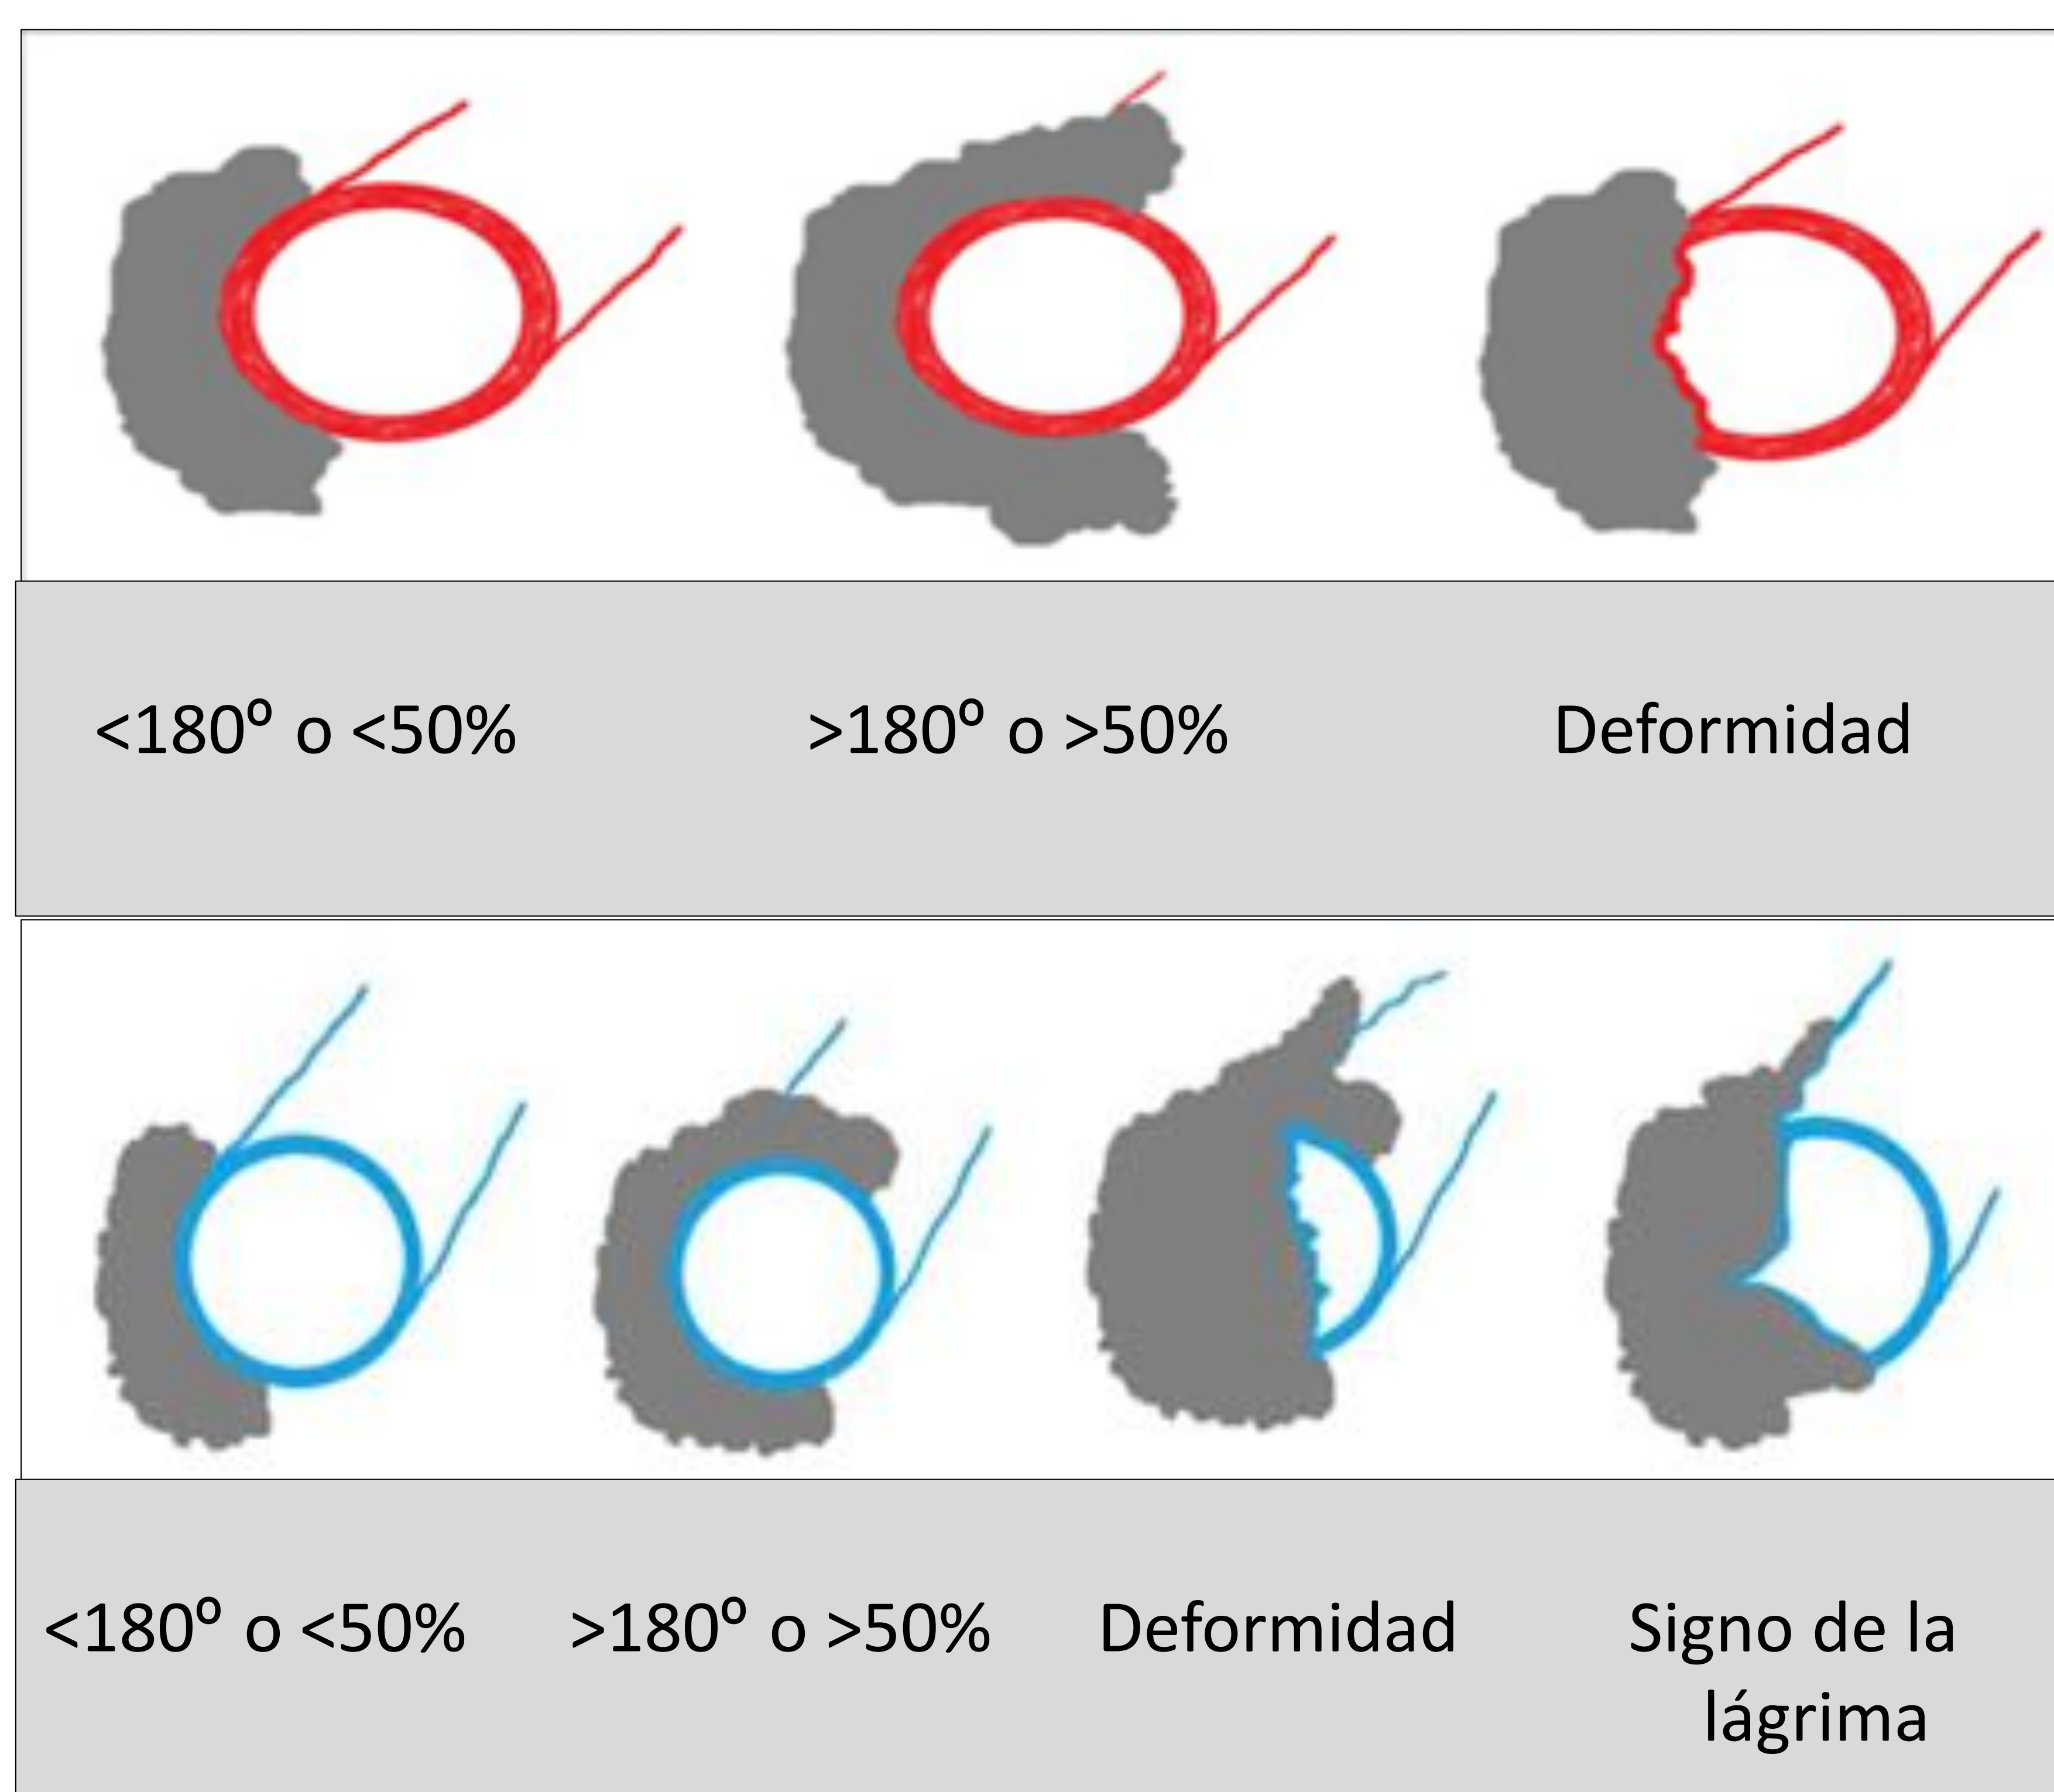 <180º o <50% >180º o >50% Deformidad
<180º o <50% >180º o >50% Deformidad Signo de la
lágrima